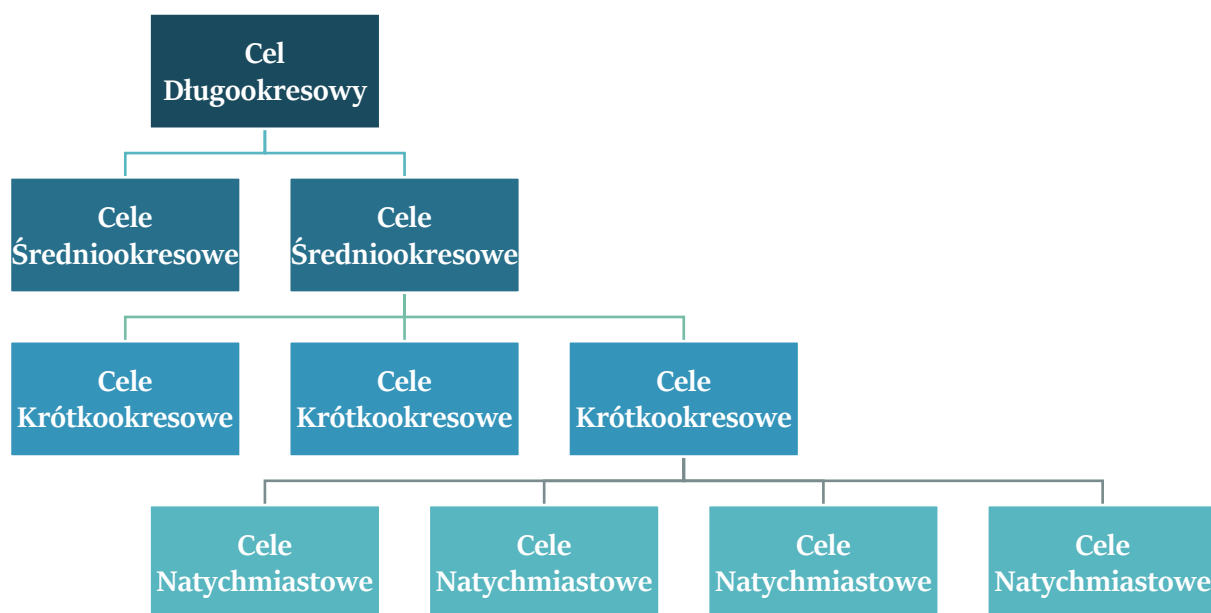 Cel
Długookresowy
Cele
Średniookresowe
Cele
Średniookresowe
Cele
Krótkookresowe
Cele
Krótkookresowe
Cele
Krótkookresowe
Cele
Natychmiastowe
Cele
Natychmiastowe
Cele
Natychmiastowe
Cele
Natychmiastowe